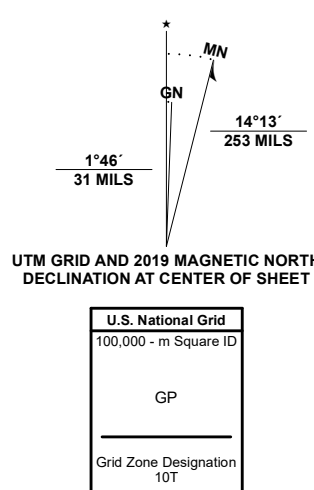 MN
GN
14°13´
253 MILS
1°46´
31 MILS
UTM GRID AND 2019 MAGNETIC NORTH
DECLINATION AT CENTER OF SHEET
U.S. National Grid
100,000 - m Square ID
GP
Grid Zone Designation
10T